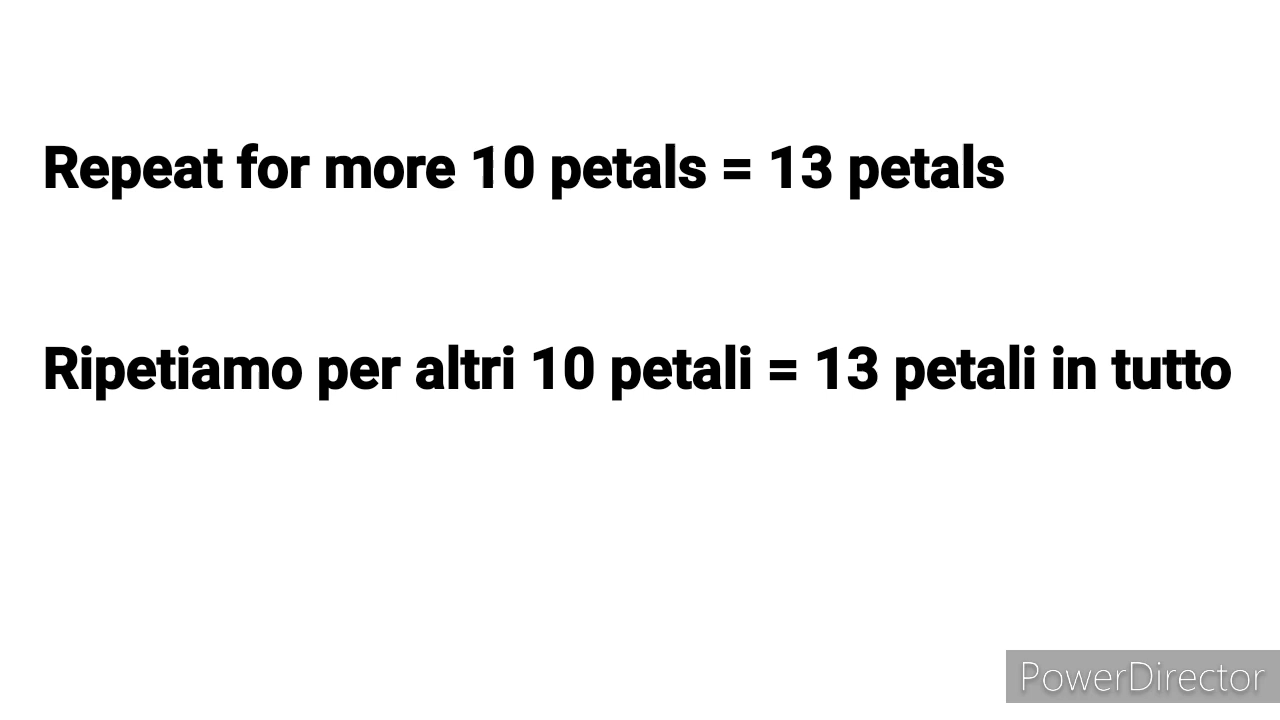 Repeat for more 10 petals = 13 petals
Ripetiamo per altri 10 petali = 13 petali in tutto
PowerDirector